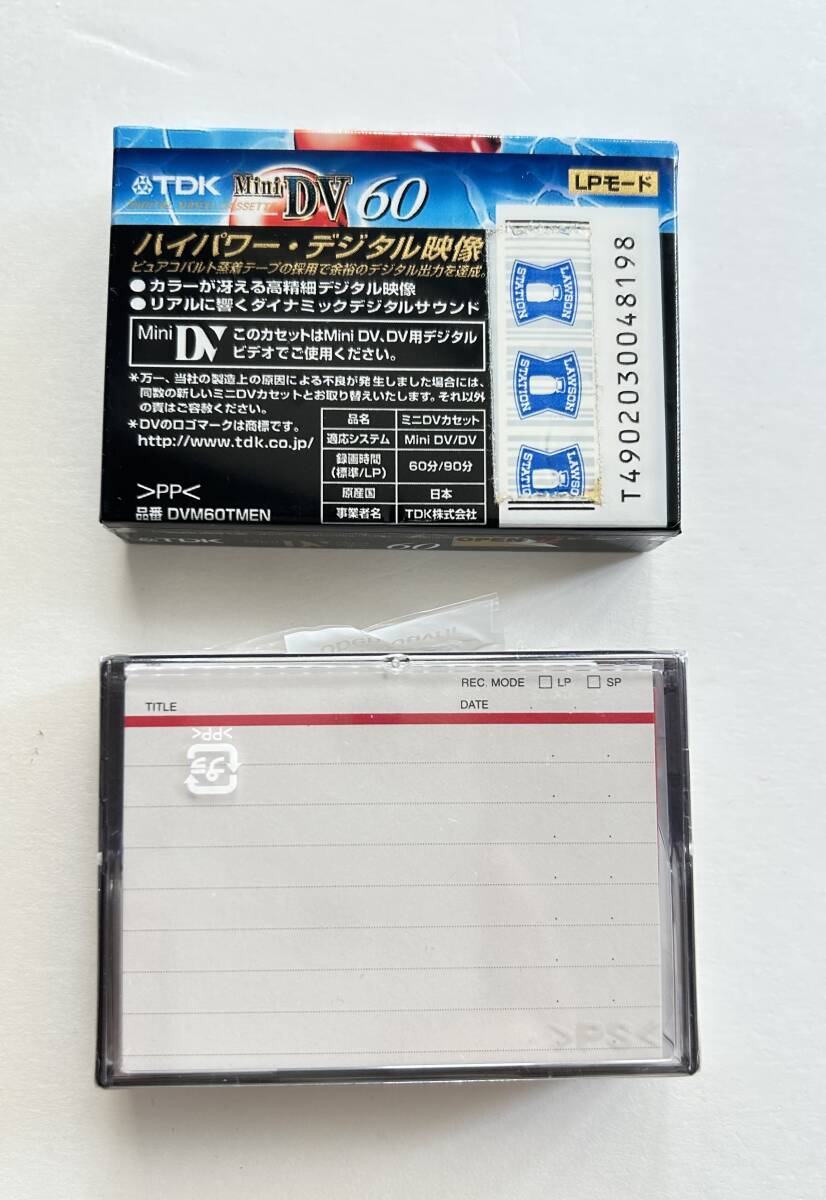 TDK Mini DV 60
LPモード
DIGITAL VIDEO CASSETTE
ハイパワー・デジタル映像
ピュアコバルト蒸着テープの採用で余裕のデジタル出力を達成。
●カラーが冴える高精細デジタル映像
●リアルに響くダイナミックデジタルサウンド
Mini DV このカセットはMini DV、DV用デジタル
ビデオでご使用ください。
*万一、当社の製造上の原因による不良が発生しました場合には、
同数の新しいミニDVカセットとお取り替えいたします。それ以外
の責はご容赦ください。
*DVのロゴマークは商標です。
http://www.tdk.co.jp/
品名 ミニDVカセット
適応システム Mini DV/DV
録画時間
(標準/LP) 60分/90分
原産国 日本
事業者名 TDK株式会社
>PP<
品番 DVM60TMEN
LAWSON
STATION
LAWSON
STATION
LAWSON
STATION
T4902030048198
TDK
60
OPEN
REC. MODE LP SP
TITLE
DATE
>PP<
プラ
>PS<